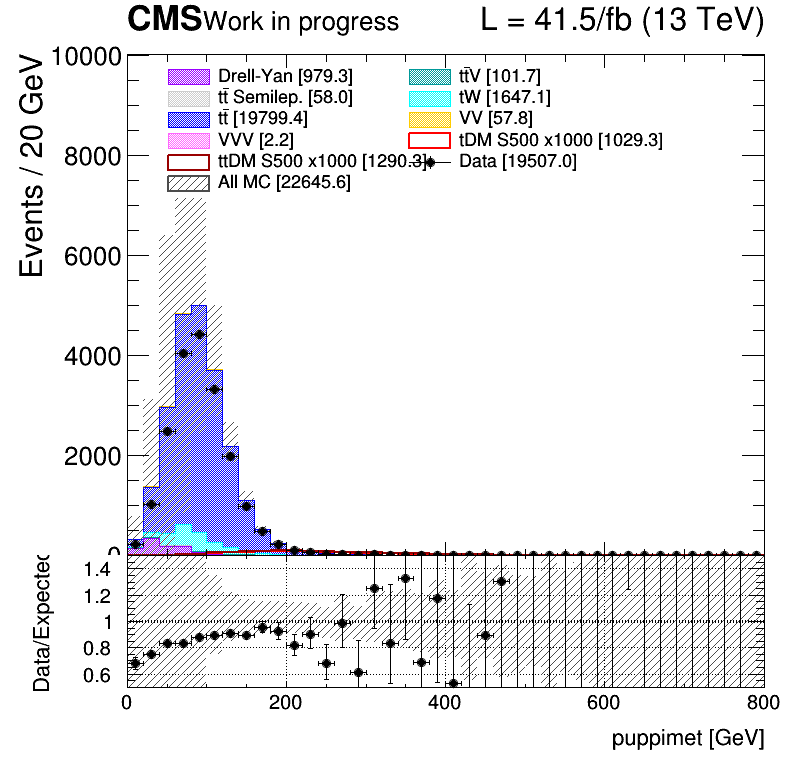 CMS Work in progress L = 41.5/fb (13 TeV)
Events / 20 GeV
10000
8000
6000
4000
2000
0
Drell-Yan [979.3] tt̄V [101.7]
tt̄ Semilep. [58.0] tW [1647.1]
tt̄ [19799.4] VV [57.8]
VVV [2.2] tDM S500 x1000 [1029.3]
ttDM S500 x1000 [1290.3] Data [19507.0]
All MC [22645.6]
Data/Expected
1.4
1.2
1
0.8
0.6
0 200 400 600 800
puppimet [GeV]